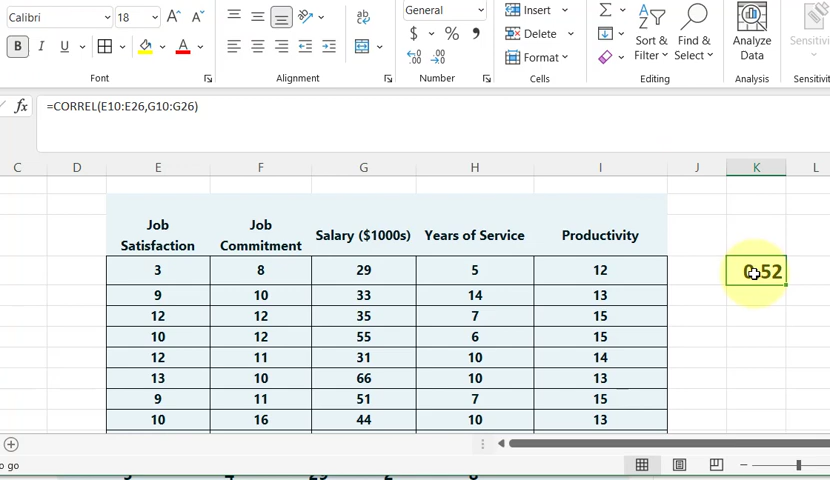 Calibri 18 General Insert Delete Format Sort & Filter Find & Select Analyze Data
B I U A $ % ,
Font Alignment Number Cells Editing Analysis
fx =CORREL(E10:E26,G10:G26)
C D E F G H I J K L
Job Satisfaction Job Commitment Salary ($1000s) Years of Service Productivity
3 8 29 5 12 0.52
9 10 33 14 13
12 12 35 7 15
10 12 55 6 15
12 11 31 10 14
13 10 66 10 13
9 11 51 7 15
10 16 44 10 13
o go